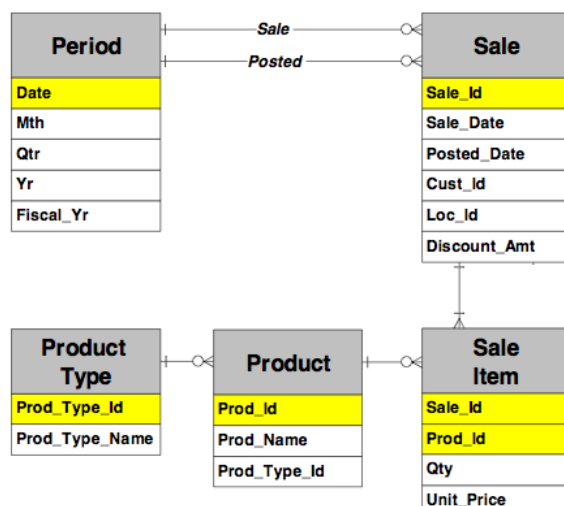 Period
Date
Mth
Qtr
Yr
Fiscal_Yr
Sale
Posted
Sale
Sale_Id
Sale_Date
Posted_Date
Cust_Id
Loc_Id
Discount_Amt
Product
Type
Prod_Type_Id
Prod_Type_Name
Product
Prod_Id
Prod_Name
Prod_Type_Id
Sale
Item
Sale_Id
Prod_Id
Qty
Unit_Price